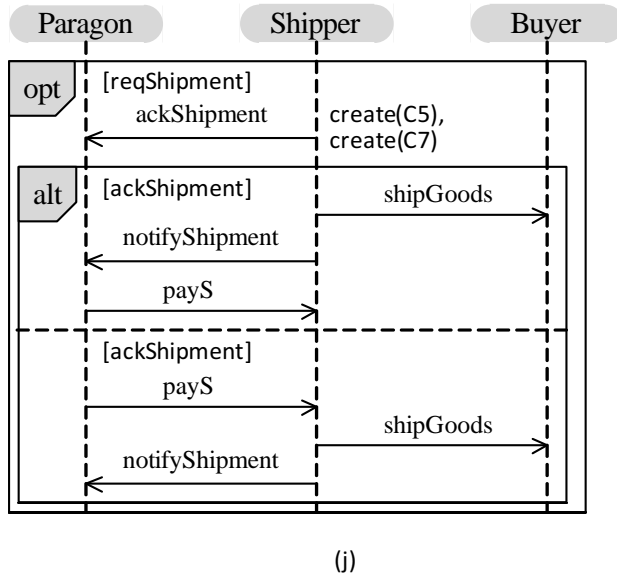 Paragon Shipper Buyer
opt [reqShipment]
ackShipment create(C5),
create(C7)
alt [ackShipment]
shipGoods
notifyShipment
payS
[ackShipment]
payS
shipGoods
notifyShipment
(j)